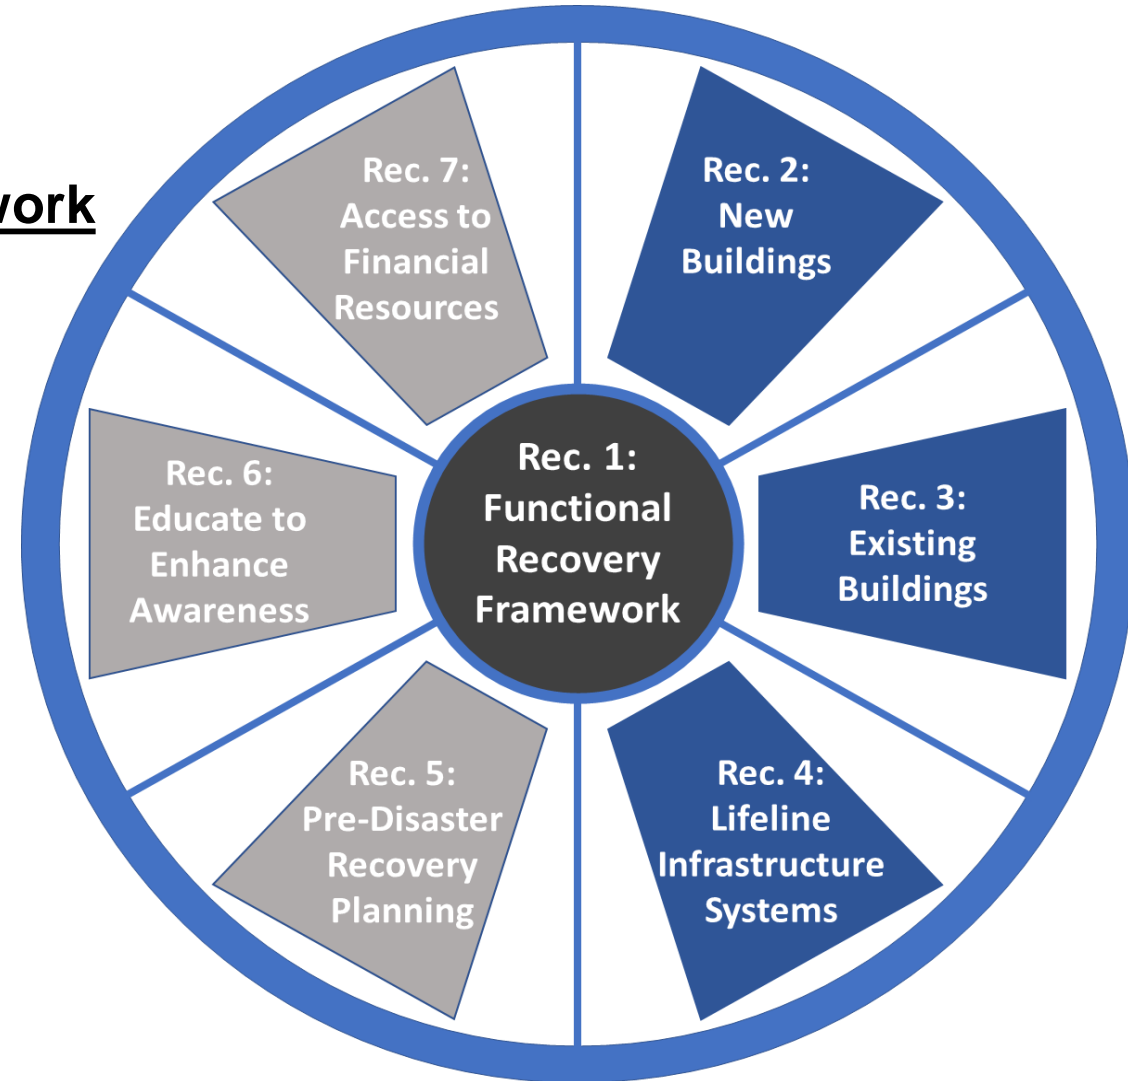 work
Rec. 7:
Access to
Financial
Resources
Rec. 2:
New
Buildings
Rec. 6:
Educate to
Enhance
Awareness
Rec. 1:
Functional
Recovery
Framework
Rec. 3:
Existing
Buildings
Rec. 5:
Pre-Disaster
Recovery
Planning
Rec. 4:
Lifeline
Infrastructure
Systems